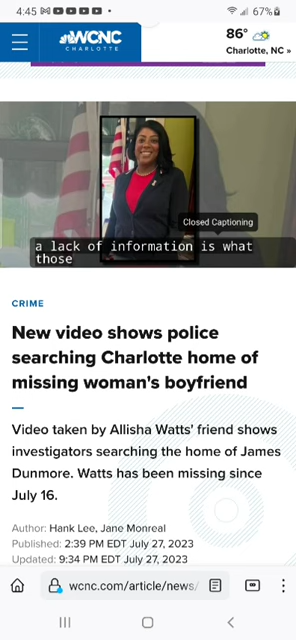 4:45
67%
WCNC
CHARLOTTE
86°
Charlotte, NC »
Closed Captioning
a lack of information is what
those
CRIME
New video shows police
searching Charlotte home of
missing woman's boyfriend
Video taken by Allisha Watts' friend shows
investigators searching the home of James
Dunmore. Watts has been missing since
July 16.
Author: Hank Lee, Jane Monreal
Published: 2:39 PM EDT July 27, 2023
Updated: 9:34 PM EDT July 27, 2023
wcnc.com/article/news/